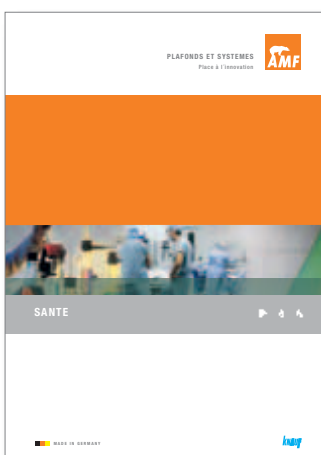 PLAFONDS ET SYSTEMES
Place à l'innovation
AMF
SANTE
MADE IN GERMANY
knauf